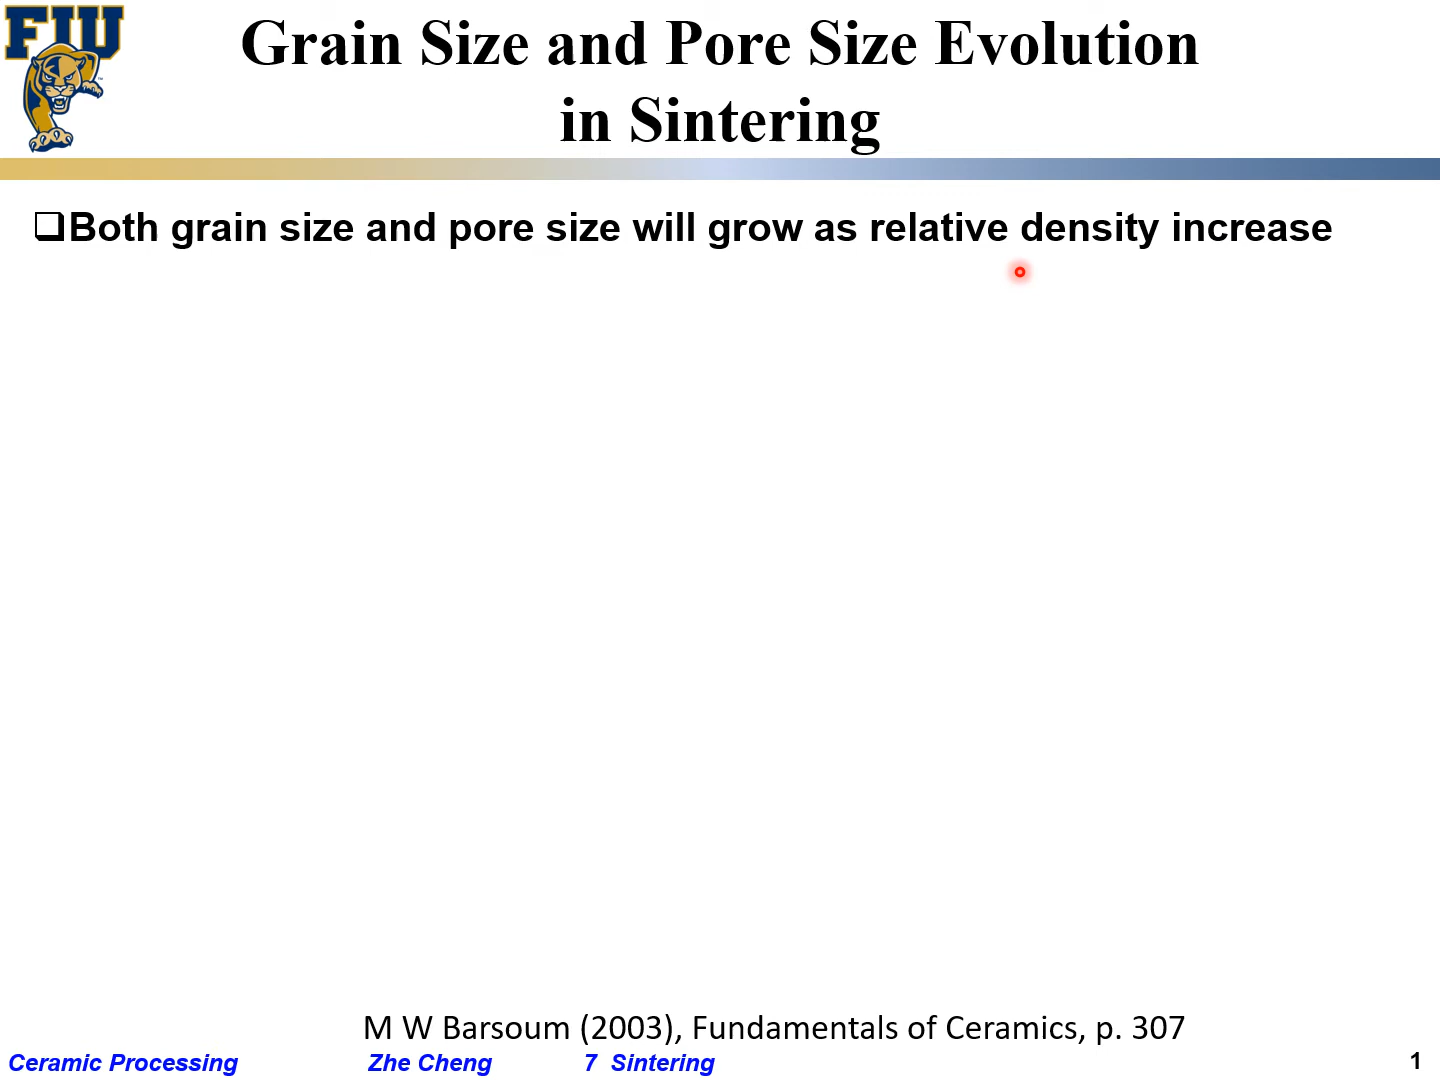 FIU
Grain Size and Pore Size Evolution
in Sintering
Both grain size and pore size will grow as relative density increase
M W Barsoum (2003), Fundamentals of Ceramics, p. 307
Ceramic Processing Zhe Cheng 7 Sintering 1